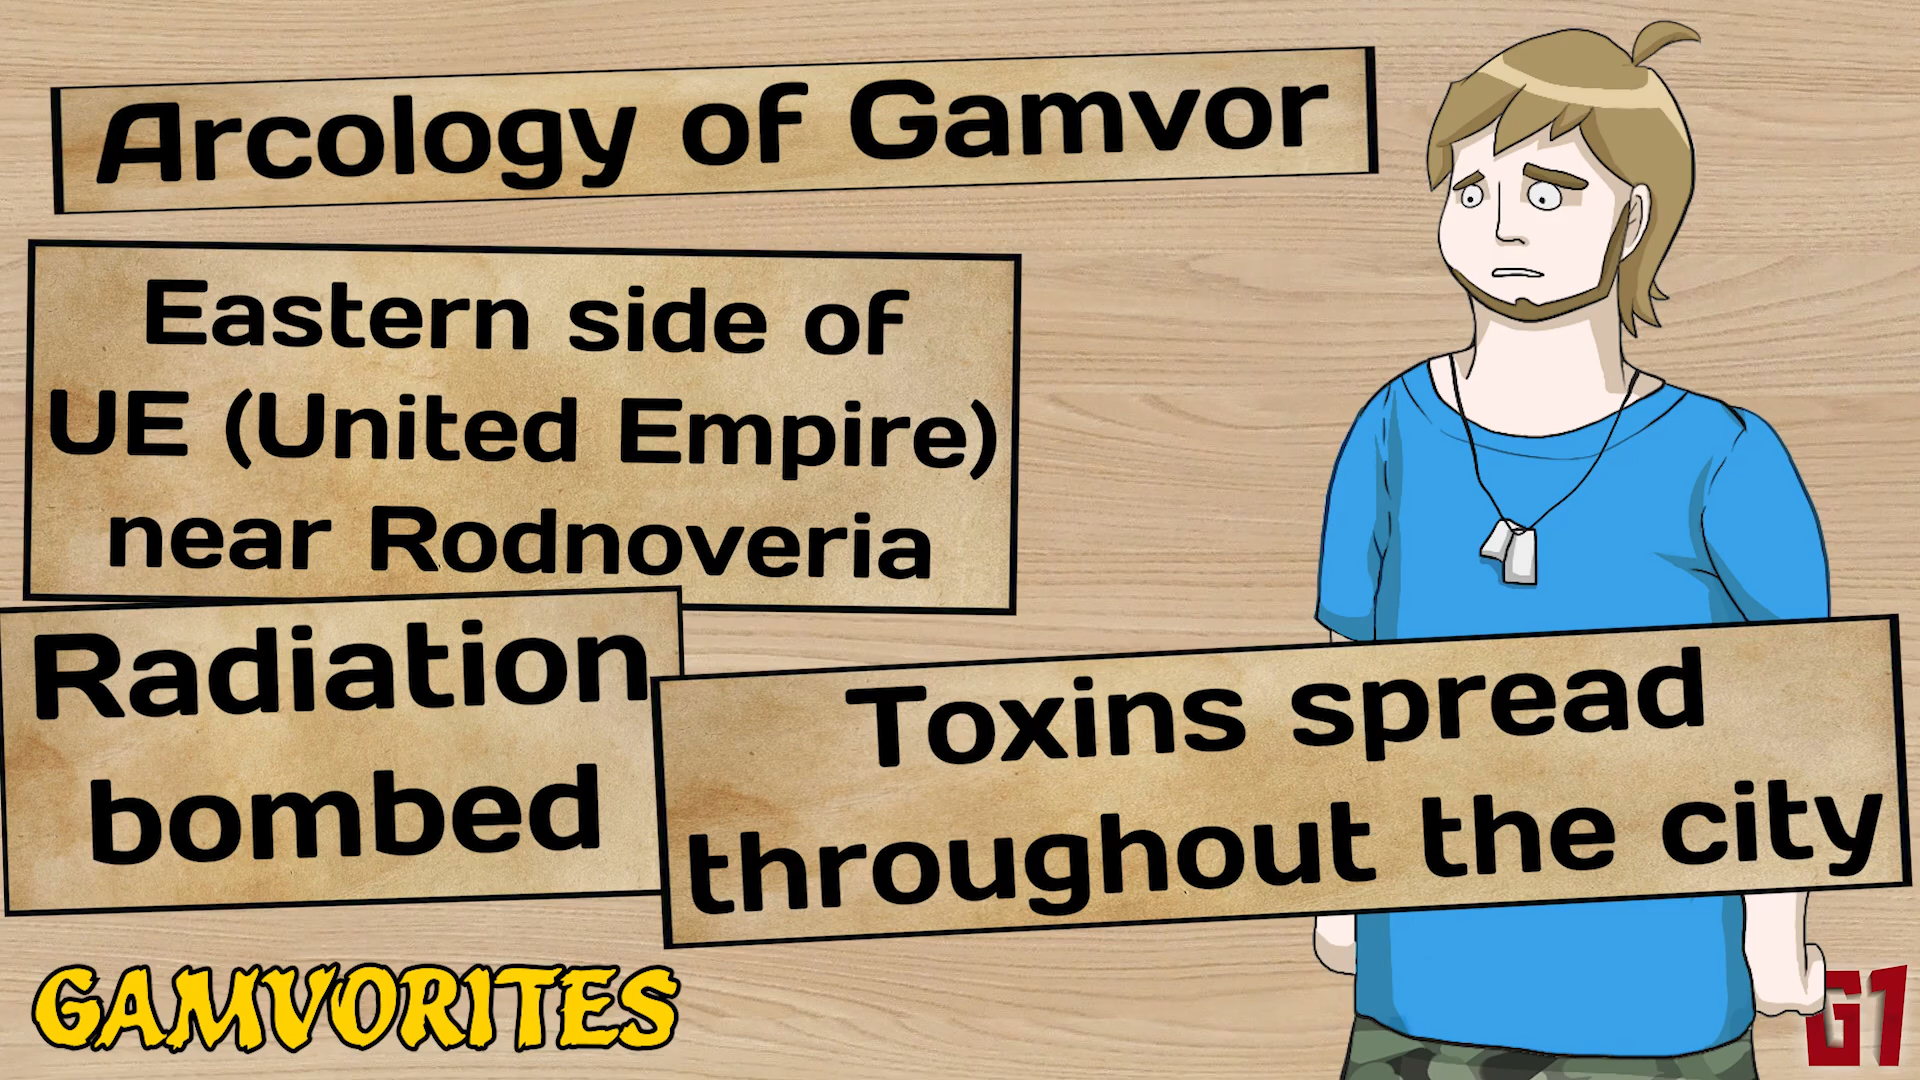 Arcology of Gamvor
Eastern side of
UE (United Empire)
near Rodnoveria
Radiation
bombed
Toxins spread
throughout the city
GAMVORITES
G1